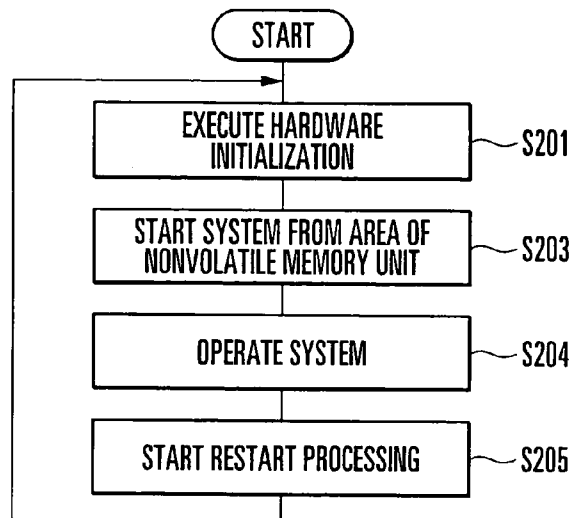 START
EXECUTE HARDWARE
INITIALIZATION
S201
START SYSTEM FROM AREA OF
NONVOLATILE MEMORY UNIT
S203
OPERATE SYSTEM
S204
START RESTART PROCESSING
S205